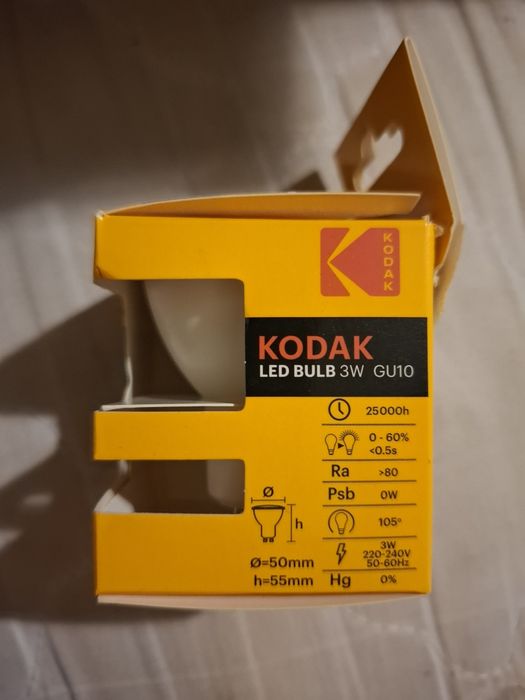 KODAK
KODAK
LED BULB 3W GU10
25000h
0 - 60%
<0.5s
Ra >80
Psb 0W
Ø
h
105°
3W
220-240V
50-60Hz
Ø=50mm
h=55mm
Hg 0%